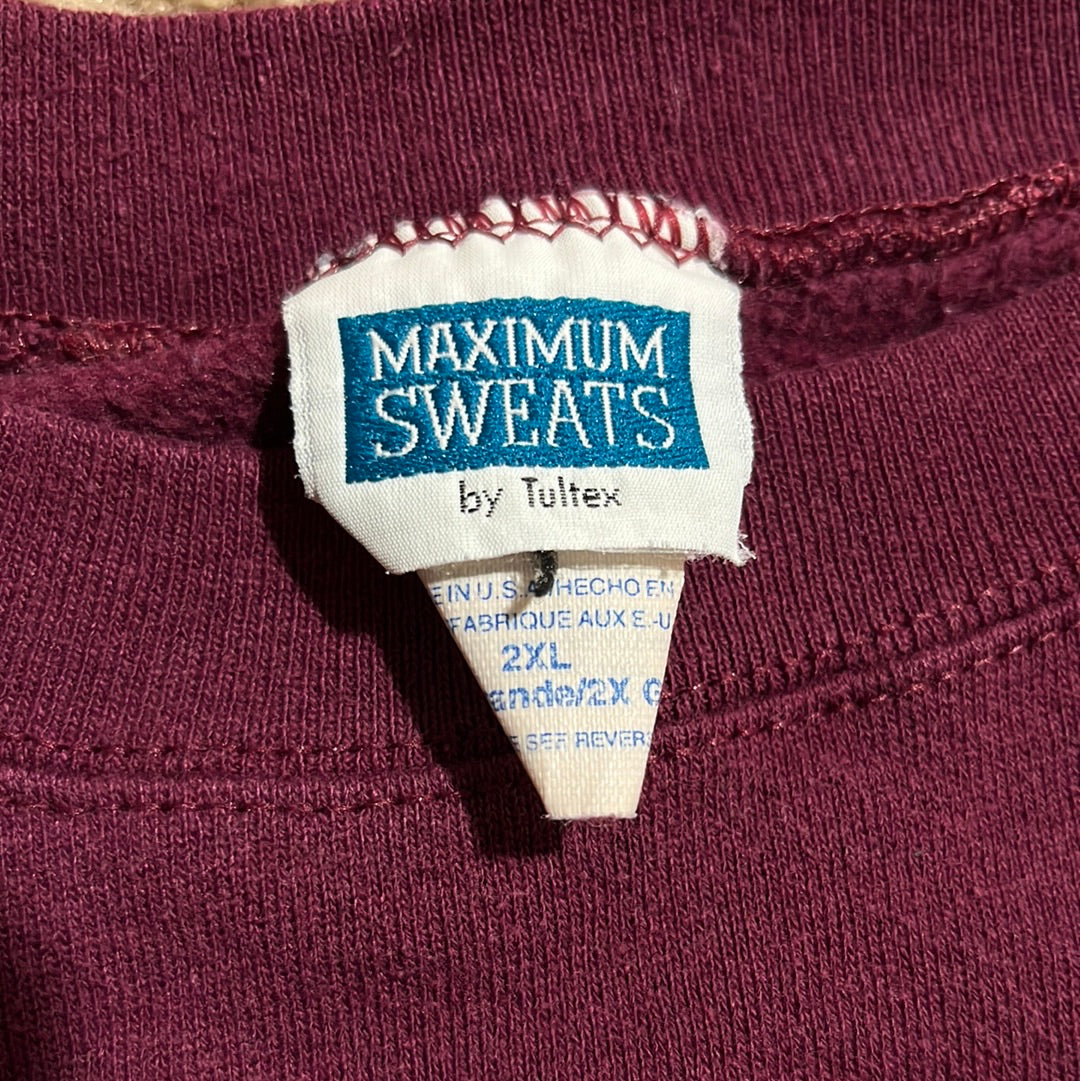 MAXIMUM
SWEATS
by Tultex
E IN U.S.A. HECHO EN
FABRIQUE AUX E.-U
2XL
ande/2X G
SEE REVERS